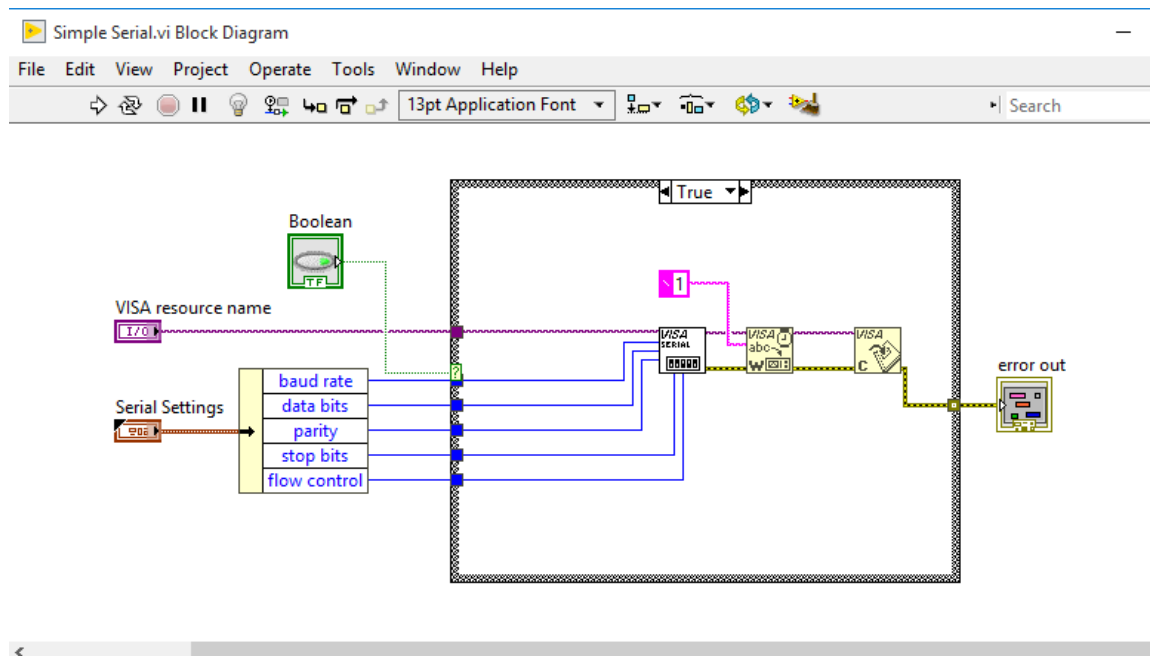 Simple Serial.vi Block Diagram
File Edit View Project Operate Tools Window Help
13pt Application Font
Search
True
Boolean
TF
1
VISA resource name
I/O
VISA
SERIAL
VISA
abc
W
VISA
C
error out
baud rate
Serial Settings
data bits
parity
stop bits
flow control
?